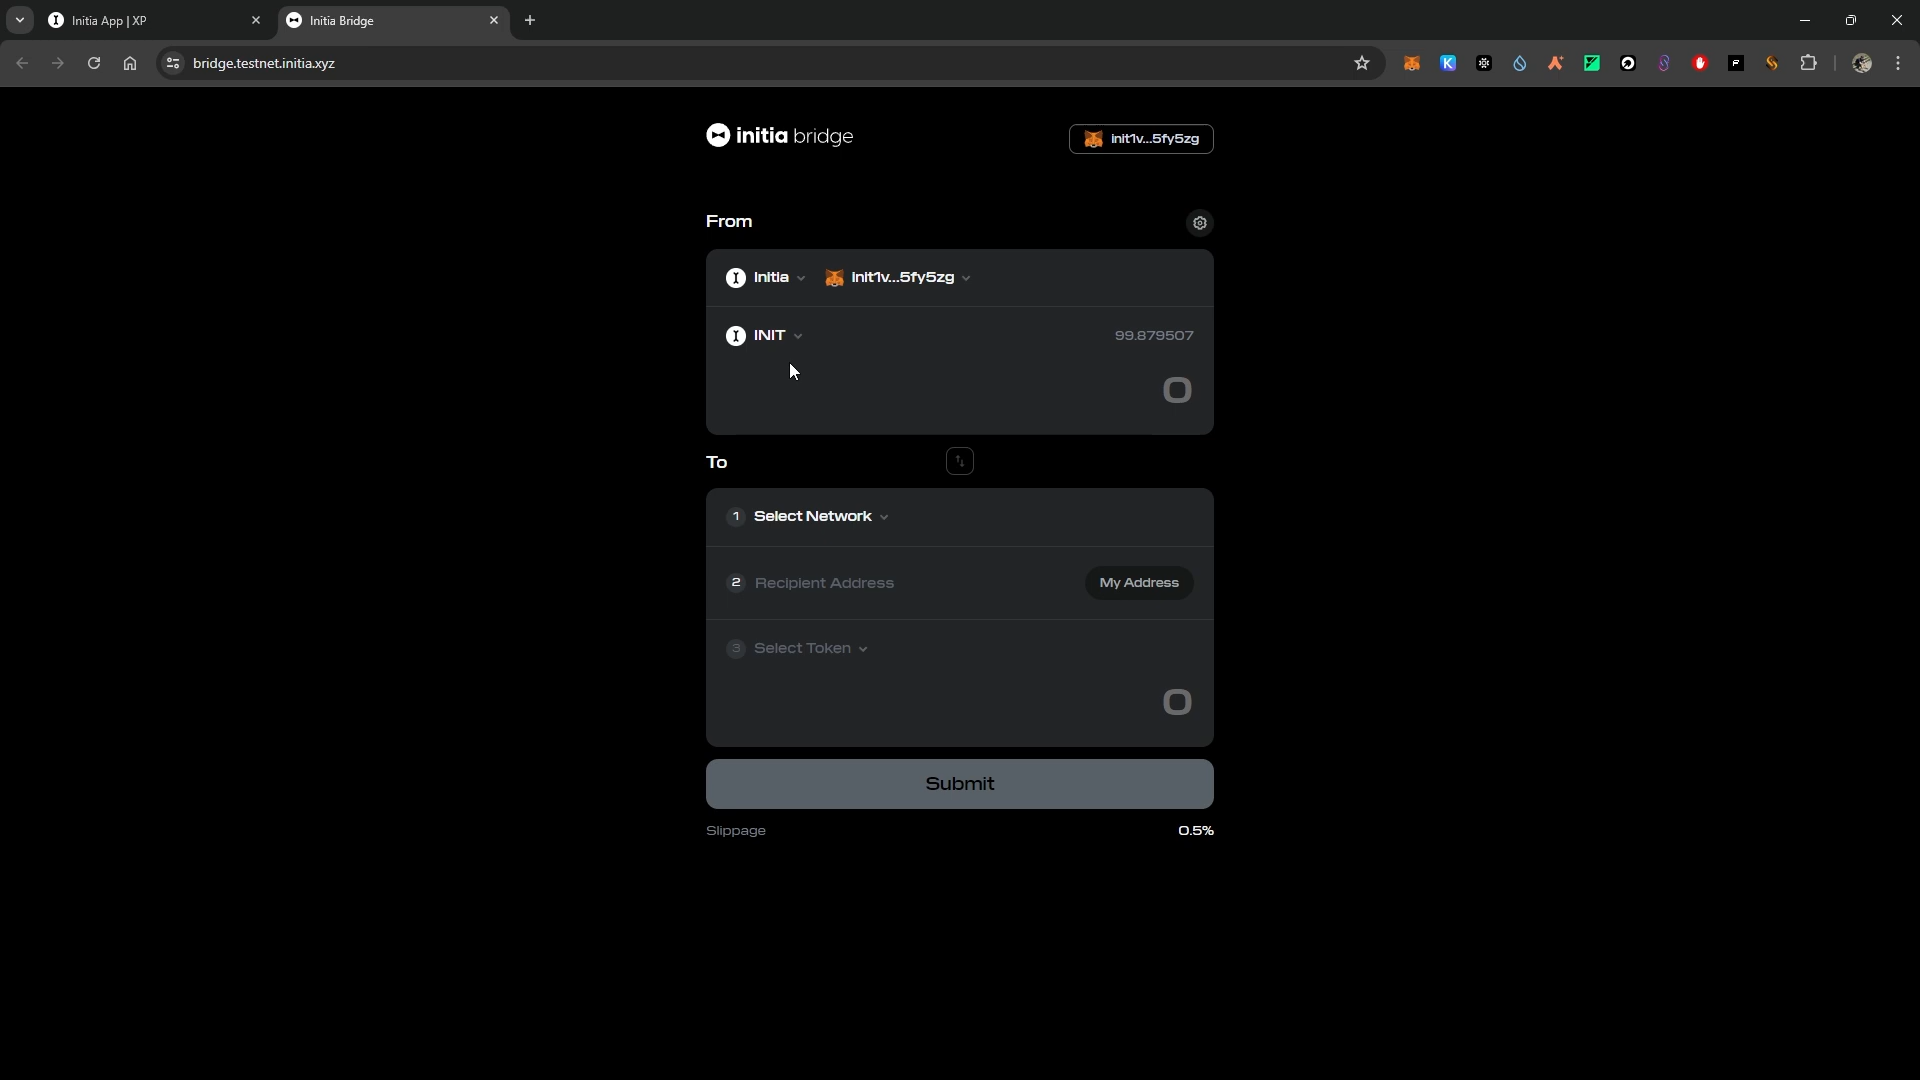 Initia App | XP
Initia Bridge
bridge.testnet.initia.xyz
initia bridge
init1v...5fy5zg
From
Initia
init1v...5fy5zg
INIT
99.879507
0
To
1 Select Network
2 Recipient Address
My Address
3 Select Token
0
Submit
Slippage
0.5%